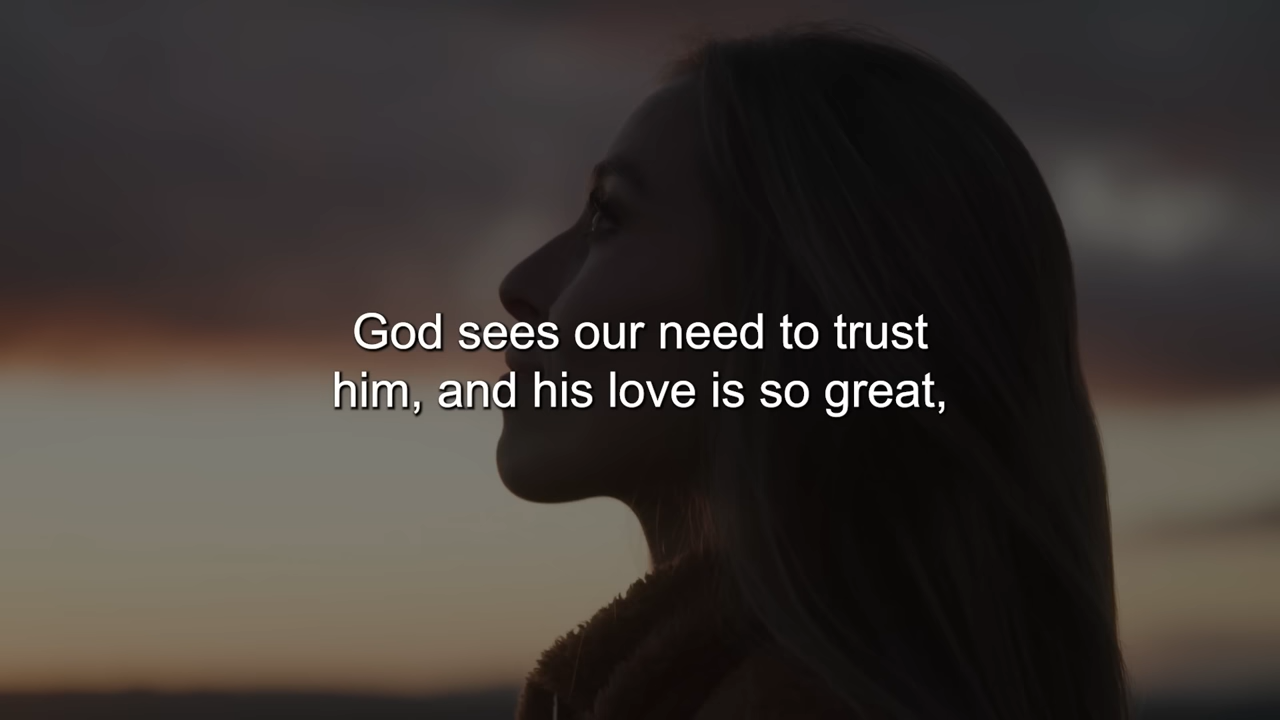 God sees our need to trust
him, and his love is so great,